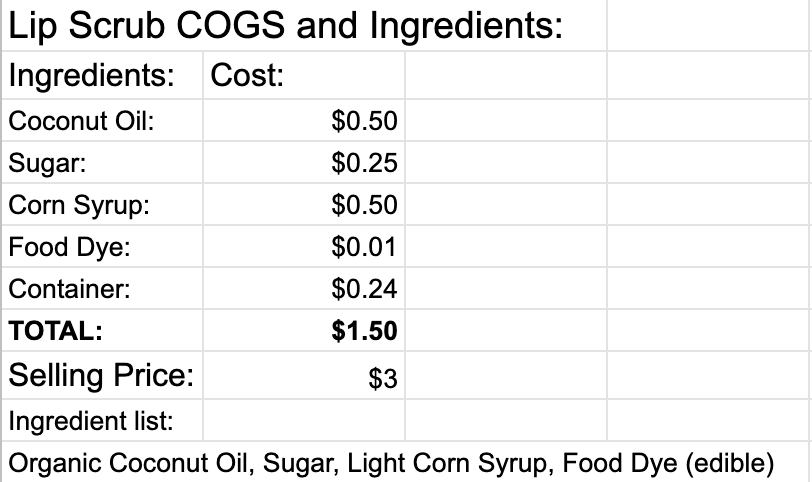 Lip Scrub COGS and Ingredients:
Ingredients: Cost:
Coconut Oil: $0.50
Sugar: $0.25
Corn Syrup: $0.50
Food Dye: $0.01
Container: $0.24
TOTAL: $1.50
Selling Price: $3
Ingredient list:
Organic Coconut Oil, Sugar, Light Corn Syrup, Food Dye (edible)